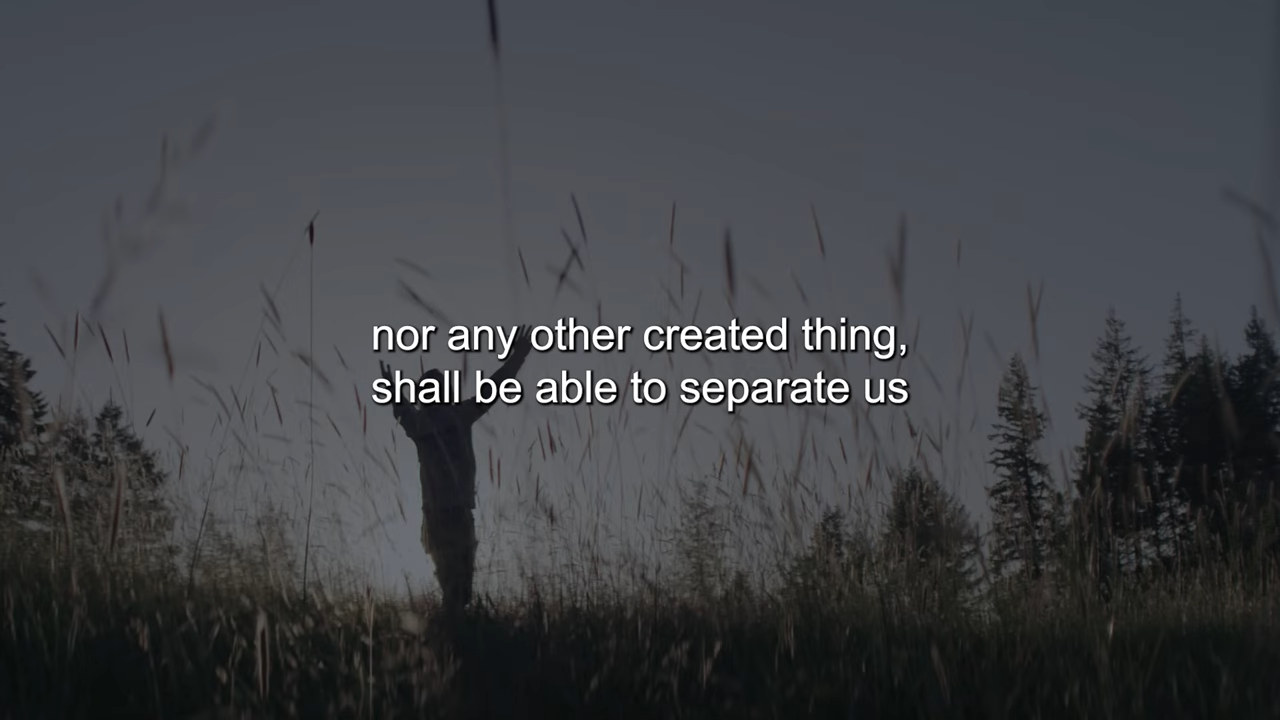 nor any other created thing,
shall be able to separate us